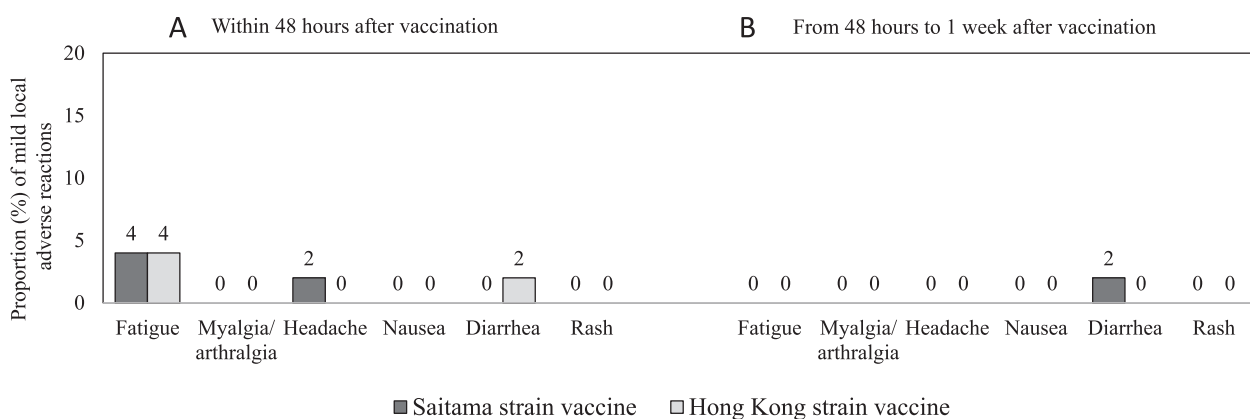 A Within 48 hours after vaccination
B From 48 hours to 1 week after vaccination
Proportion (%) of mild local
adverse reactions
20
15
10
5
0
4 4 0 0 2 0 0 0 0 2 0 0
0 0 0 0 0 0 0 0 2 0 0 0
Fatigue Myalgia/ Headache Nausea Diarrhea Rash
arthralgia
Fatigue Myalgia/ Headache Nausea Diarrhea Rash
arthralgia
Saitama strain vaccine Hong Kong strain vaccine